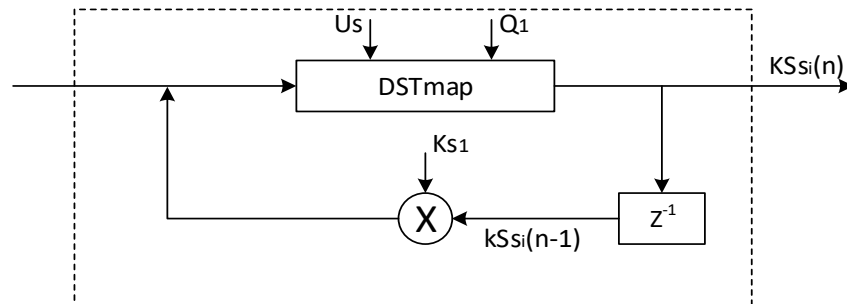 Us Q1
KSsi(n)
DSTmap
Ks1
X
Z-1
kSsi(n-1)